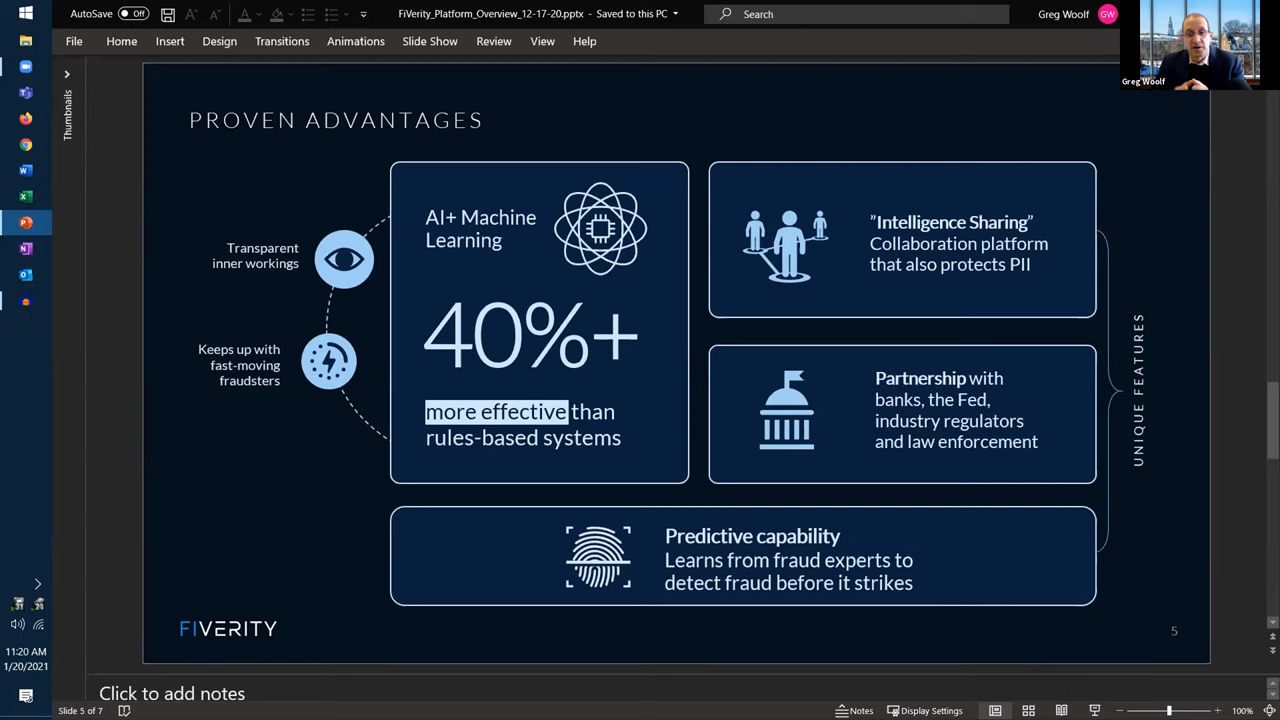 AutoSave
Off
FiVerity_Platform_Overview_12-17-20.pptx - Saved to this PC
Search
Greg Woolf
GW
File Home Insert Design Transitions Animations Slide Show Review View Help
Greg Woolf
Thumbnails
PROVEN ADVANTAGES
Transparent
inner workings
Keeps up with
fast-moving
fraudsters
AI+ Machine
Learning
40%+
more effective than
rules-based systems
"Intelligence Sharing"
Collaboration platform
that also protects PII
Partnership with
banks, the Fed,
industry regulators
and law enforcement
UNIQUE FEATURES
Predictive capability
Learns from fraud experts to
detect fraud before it strikes
FIVERITY
5
31 24
11:20 AM
1/20/2021
Click to add notes
Slide 5 of 7
Notes
Display Settings
100%